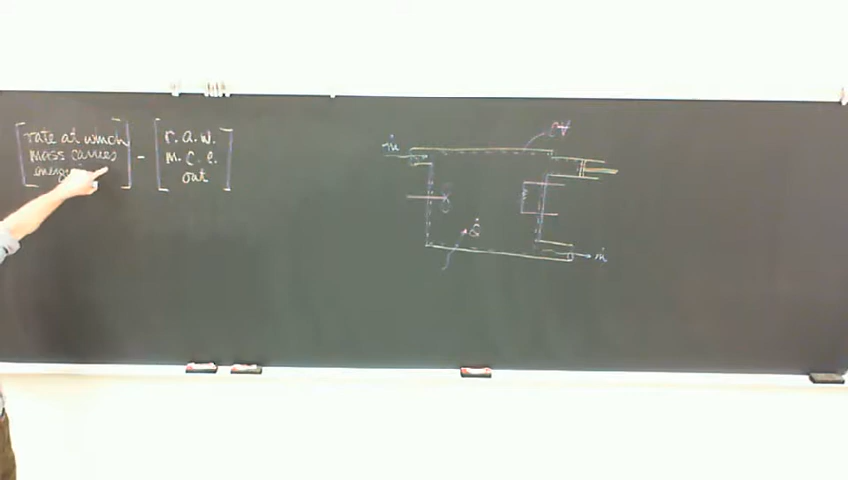 rate at which
mass carries
r. a. w.
m. c. e.
out
ṁ
CV
Q̇
ṁ